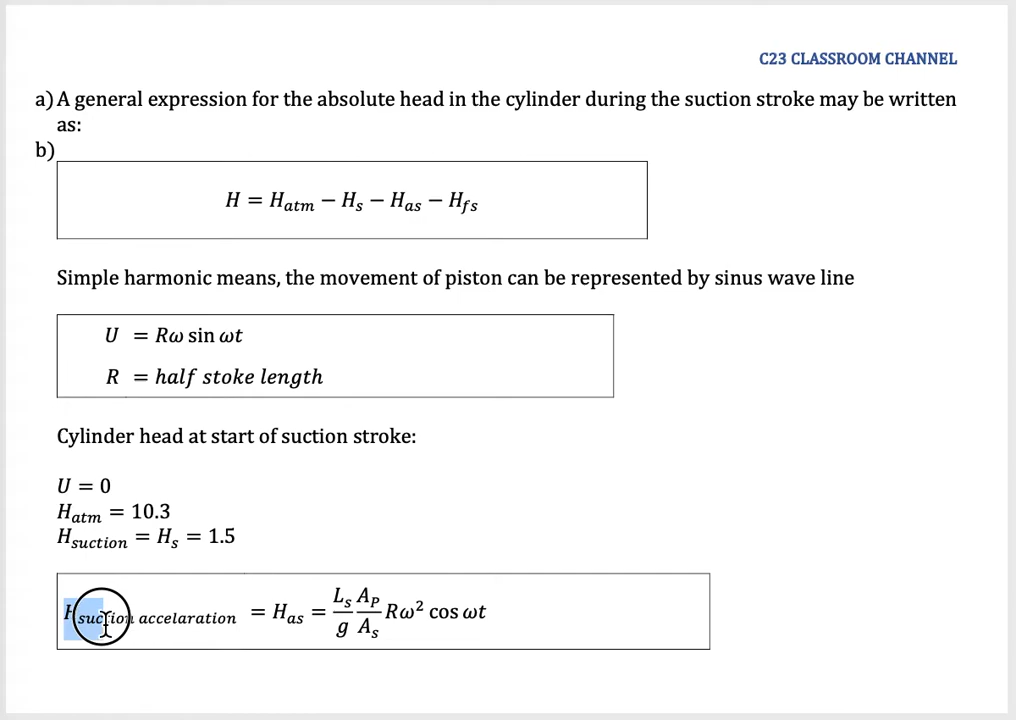 C23 CLASSROOM CHANNEL
a) A general expression for the absolute head in the cylinder during the suction stroke may be written
as:
b)
H = H_atm − H_s − H_as − H_fs
Simple harmonic means, the movement of piston can be represented by sinus wave line
U = Rω sin ωt
R = half stoke length
Cylinder head at start of suction stroke:
U = 0
H_atm = 10.3
H_suction = H_s = 1.5
H_suction accelaration = H_as = (L_s/g) (A_P/A_s) Rω² cos ωt